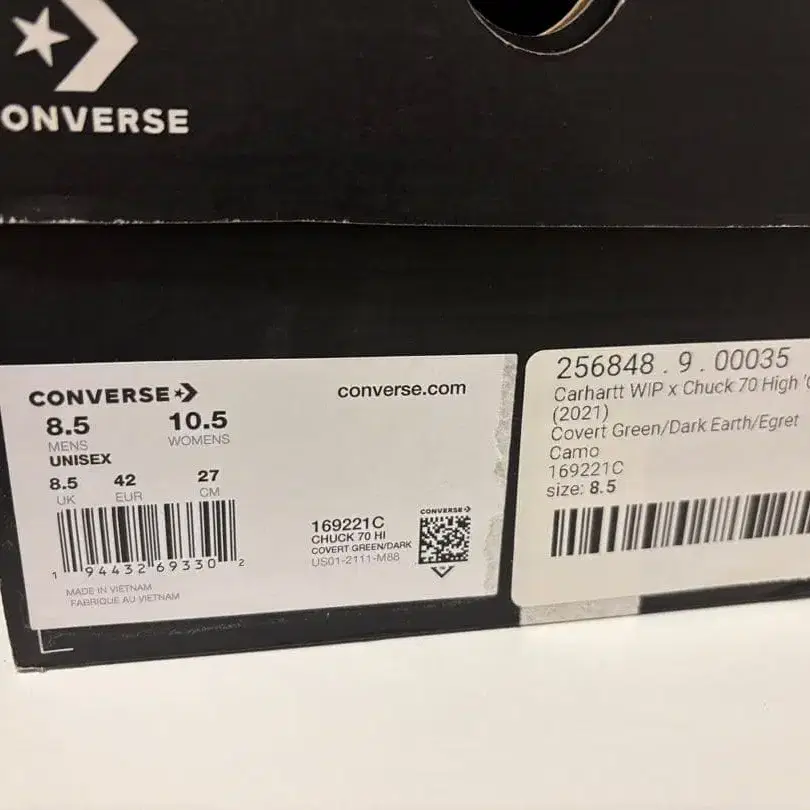 ONVERSE
CONVERSE
converse.com
8.5 10.5
MENS WOMENS
UNISEX
8.5 42 27
UK EUR CM
1 94432 69330 2
MADE IN VIETNAM
FABRIQUE AU VIETNAM
169221C
CHUCK 70 HI
COVERT GREEN/DARK
US01-2111-M88
CONVERSE
256848 . 9 . 00035
Carhartt WIP x Chuck 70 High
(2021)
Covert Green/Dark Earth/Egret
Camo
169221C
size: 8.5